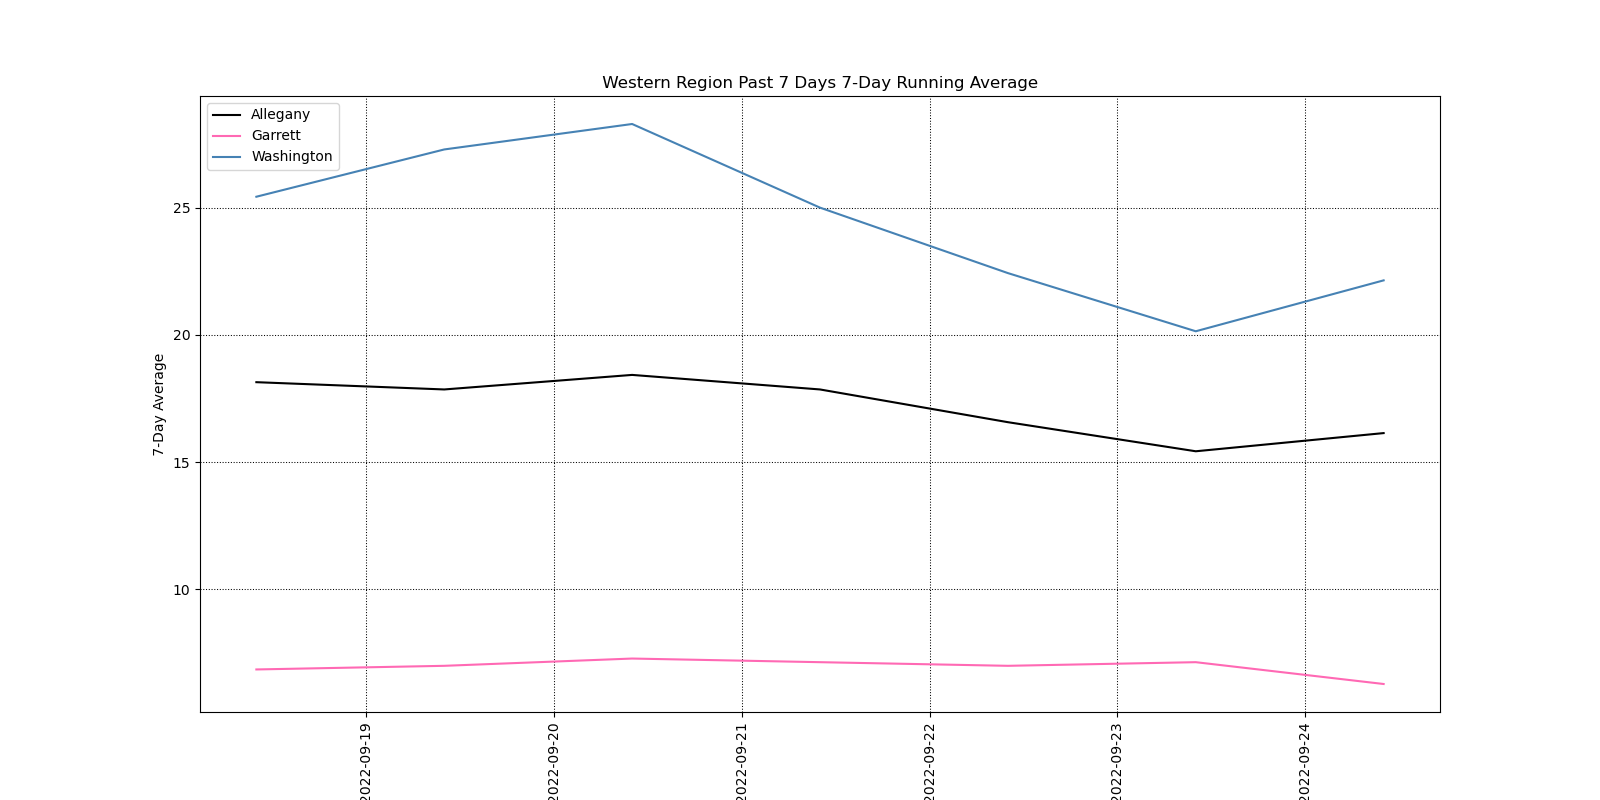 Western Region Past 7 Days 7-Day Running Average
Allegany
Garrett
Washington
25
20
15
10
7-Day Average
2022-09-19
2022-09-20
2022-09-21
2022-09-22
2022-09-23
2022-09-24